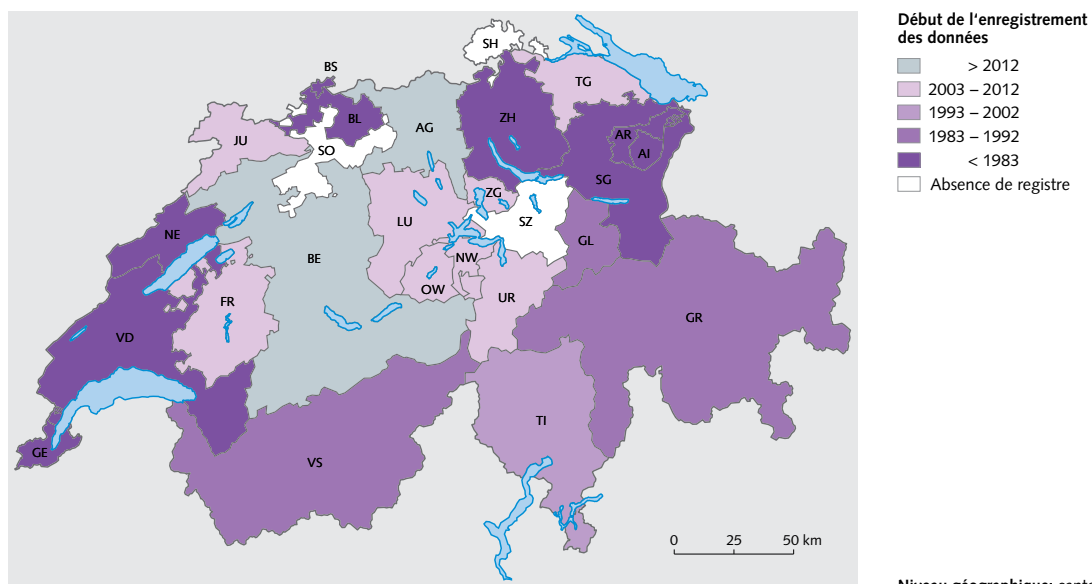 Début de l'enregistrement
des données
> 2012
2003 – 2012
1993 – 2002
1983 – 1992
< 1983
Absence de registre
SH
BS
TG
BL
ZH
AG
AR
JU
SO
AI
SG
ZG
LU
SZ
NE
GL
BE
NW
OW
FR
UR
GR
VD
TI
GE
VS
0 25 50 km